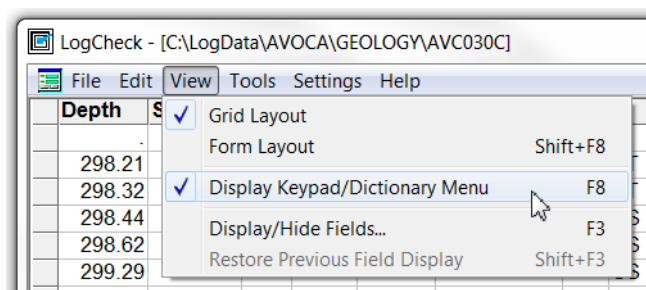 LogCheck - [C:\LogData\AVOCA\GEOLOGY\AVC030C]
File Edit View Tools Settings Help
Depth
Grid Layout
.
Form Layout Shift+F8
298.21
298.32 Display Keypad/Dictionary Menu F8
298.44
Display/Hide Fields... F3
298.62
Restore Previous Field Display Shift+F3
299.29